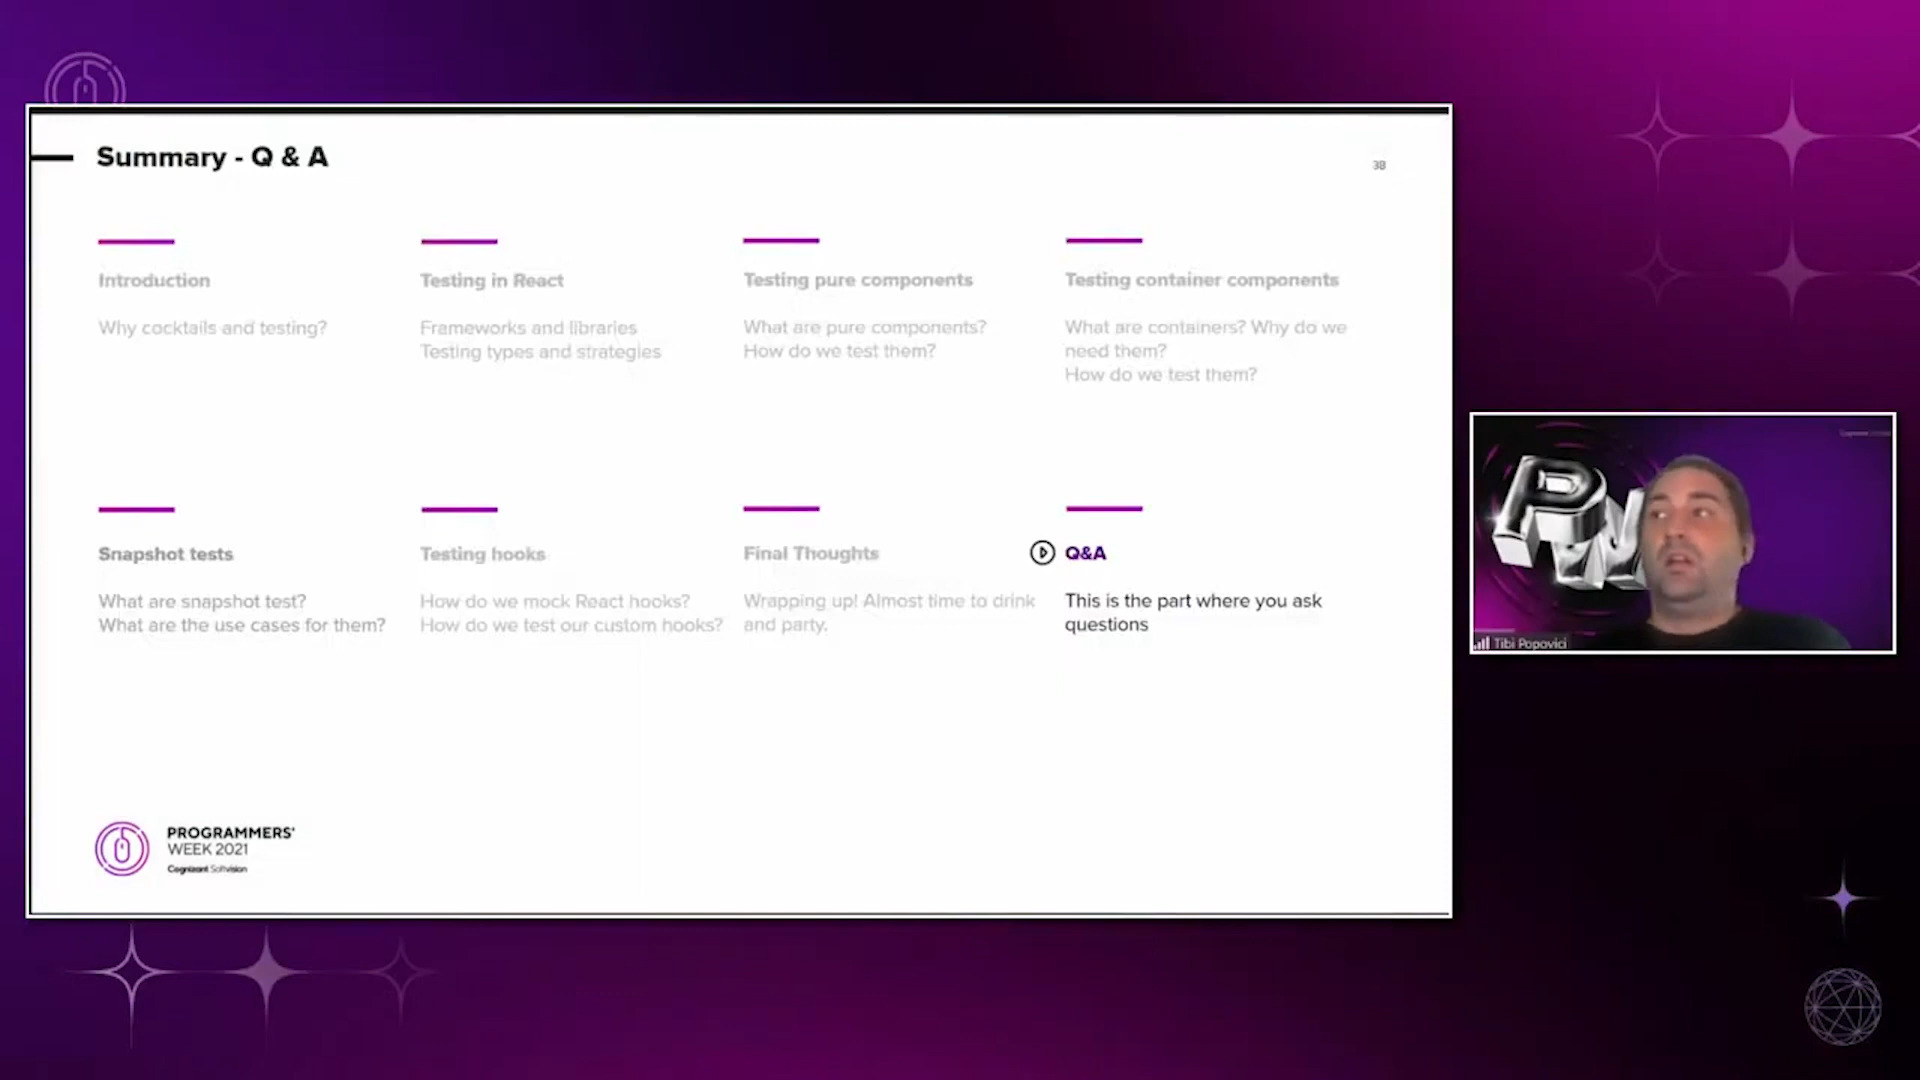 Summary - Q & A
38
Introduction
Why cocktails and testing?
Testing in React
Frameworks and libraries
Testing types and strategies
Testing pure components
What are pure components?
How do we test them?
Testing container components
What are containers? Why do we
need them?
How do we test them?
Snapshot tests
What are snapshot test?
What are the use cases for them?
Testing hooks
How do we mock React hooks?
How do we test our custom hooks?
Final Thoughts
Wrapping up! Almost time to drink
and party.
Q&A
This is the part where you ask
questions
PROGRAMMERS'
WEEK 2021
Cognizant Softvision
PW
Tibi Popovici